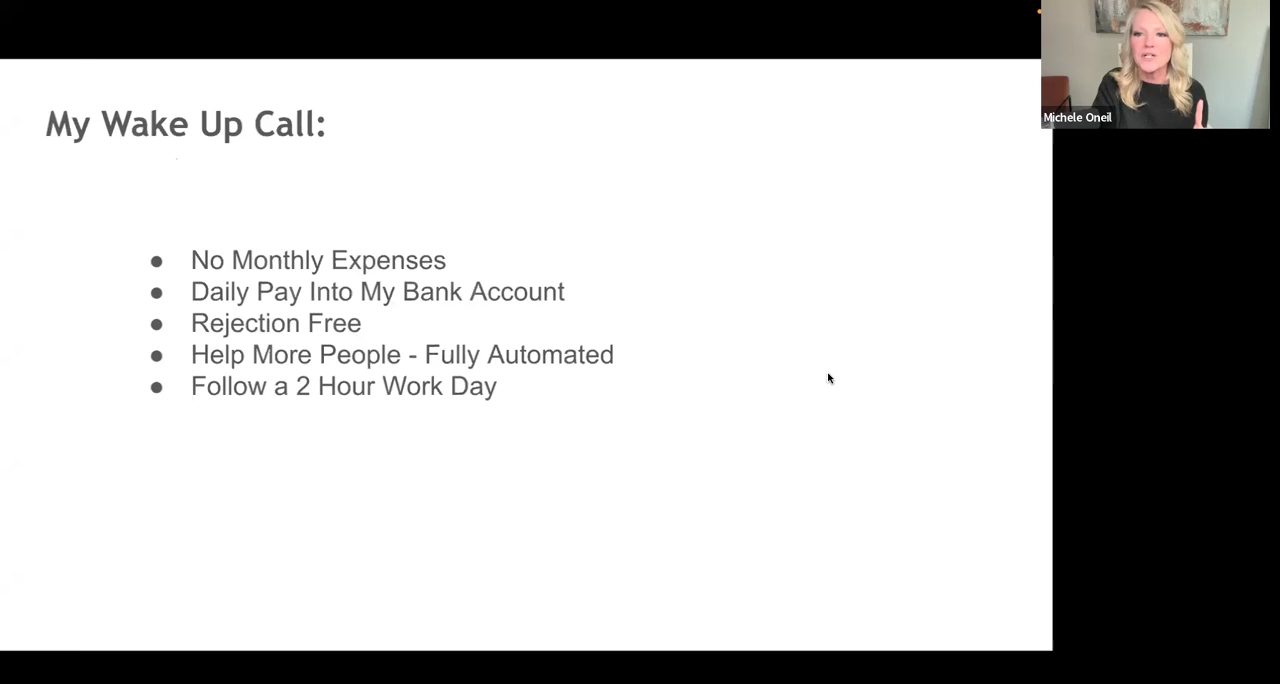 My Wake Up Call:
● No Monthly Expenses
● Daily Pay Into My Bank Account
● Rejection Free
● Help More People - Fully Automated
● Follow a 2 Hour Work Day
Michele Oneil